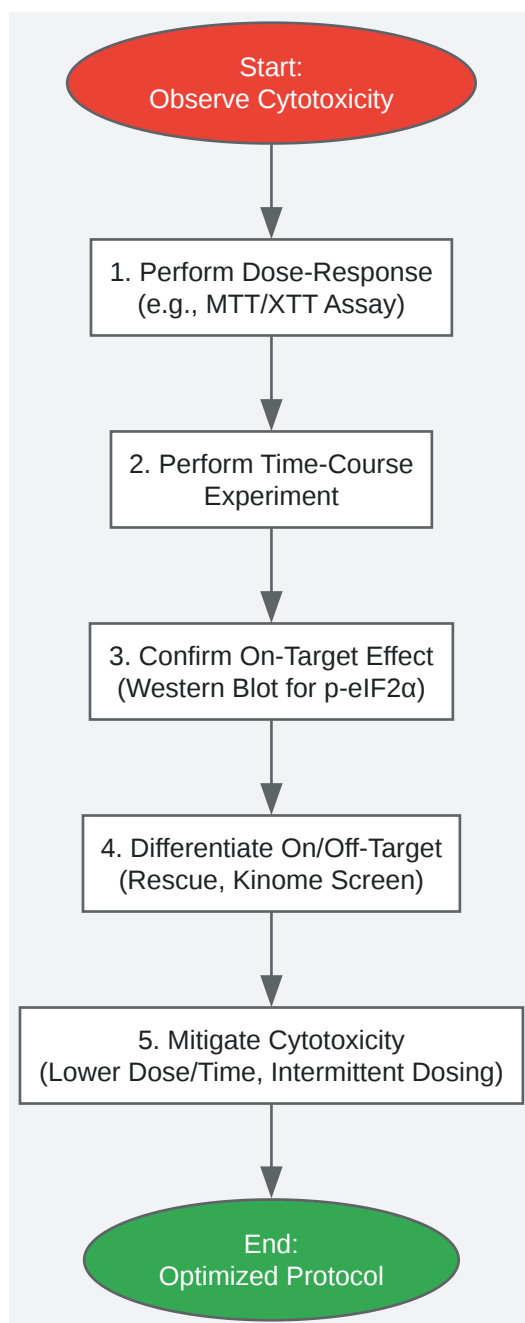 Start:
Observe Cytotoxicity
1. Perform Dose-Response
(e.g., MTT/XTT Assay)
2. Perform Time-Course
Experiment
3. Confirm On-Target Effect
(Western Blot for p-eIF2α)
4. Differentiate On/Off-Target
(Rescue, Kinome Screen)
5. Mitigate Cytotoxicity
(Lower Dose/Time, Intermittent Dosing)
End:
Optimized Protocol